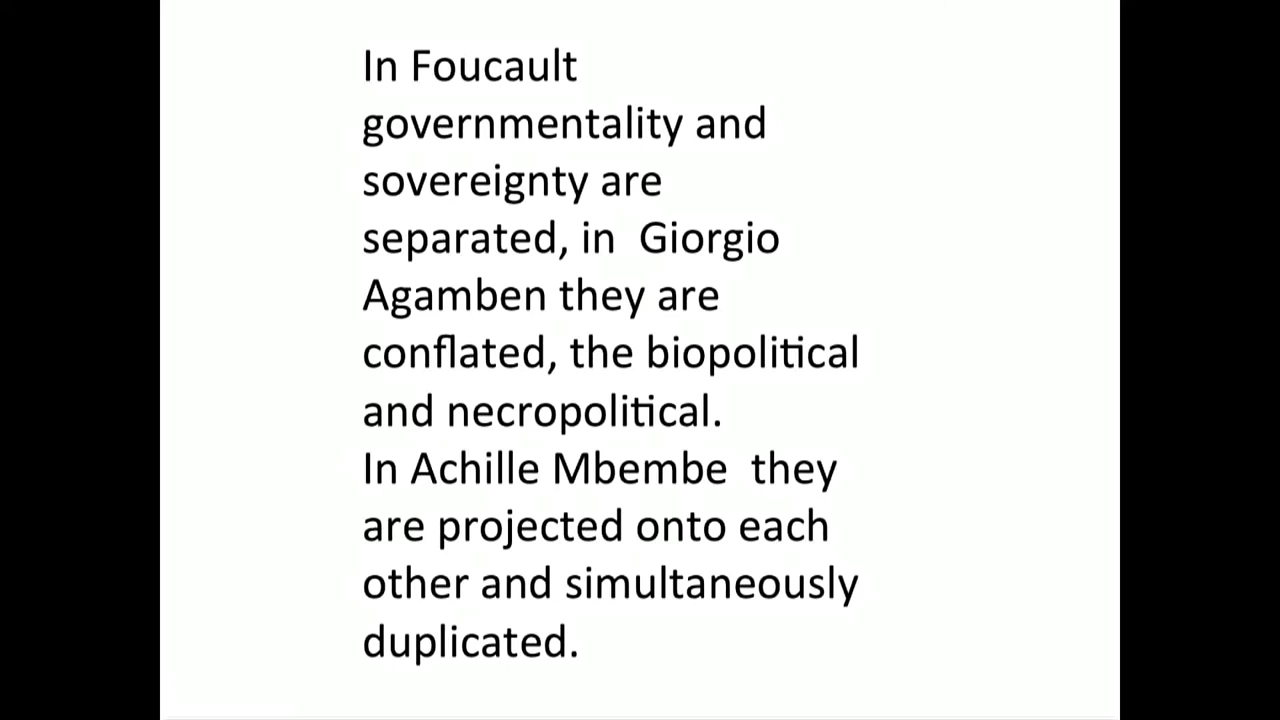 In Foucault
governmentality and
sovereignty are
separated, in  Giorgio
Agamben they are
conflated, the biopolitical
and necropolitical.
In Achille Mbembe  they
are projected onto each
other and simultaneously
duplicated.